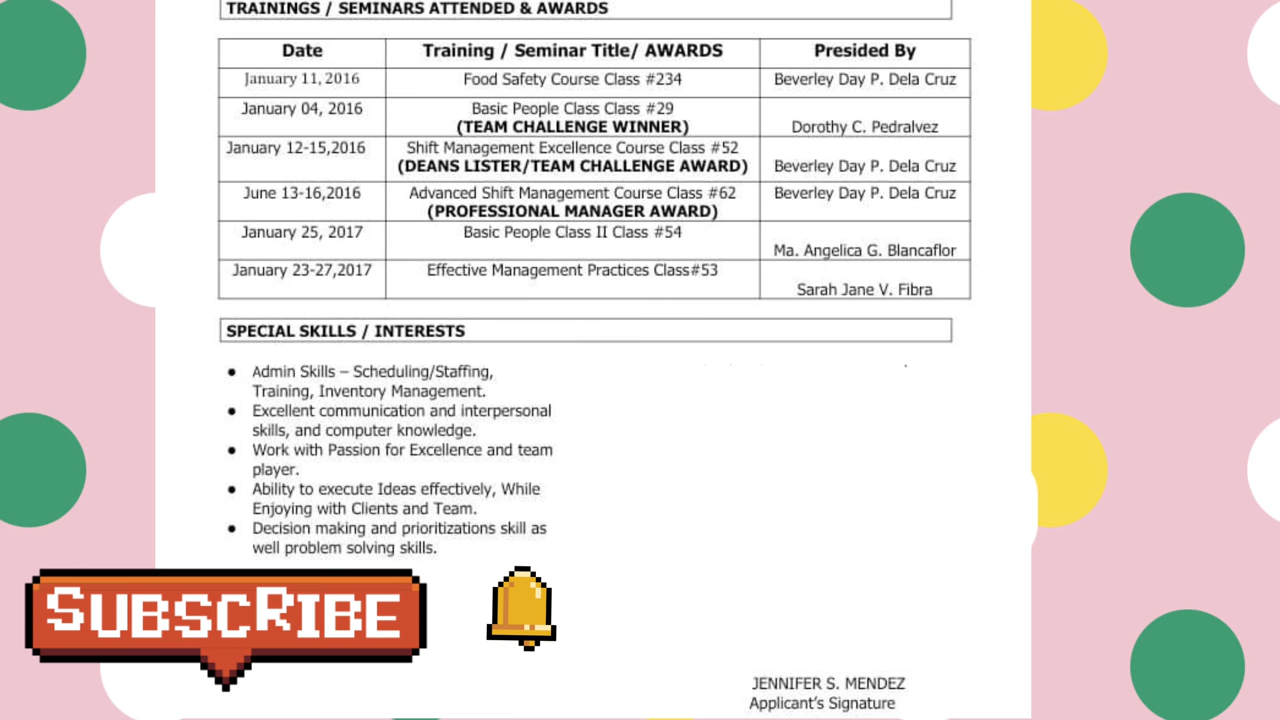 TRAININGS / SEMINARS ATTENDED & AWARDS
Date Training / Seminar Title/ AWARDS Presided By
January 11, 2016 Food Safety Course Class #234 Beverley Day P. Dela Cruz
January 04, 2016 Basic People Class Class #29
(TEAM CHALLENGE WINNER) Dorothy C. Pedralvez
January 12-15,2016 Shift Management Excellence Course Class #52
(DEANS LISTER/TEAM CHALLENGE AWARD) Beverley Day P. Dela Cruz
June 13-16,2016 Advanced Shift Management Course Class #62 Beverley Day P. Dela Cruz
(PROFESSIONAL MANAGER AWARD)
January 25, 2017 Basic People Class II Class #54
Ma. Angelica G. Blancaflor
January 23-27,2017 Effective Management Practices Class#53
Sarah Jane V. Fibra
SPECIAL SKILLS / INTERESTS
● Admin Skills – Scheduling/Staffing,
Training, Inventory Management.
● Excellent communication and interpersonal
skills, and computer knowledge.
● Work with Passion for Excellence and team
player.
● Ability to execute Ideas effectively, While
Enjoying with Clients and Team.
● Decision making and prioritizations skill as
well problem solving skills.
SUBSCRIBE
JENNIFER S. MENDEZ
Applicant's Signature